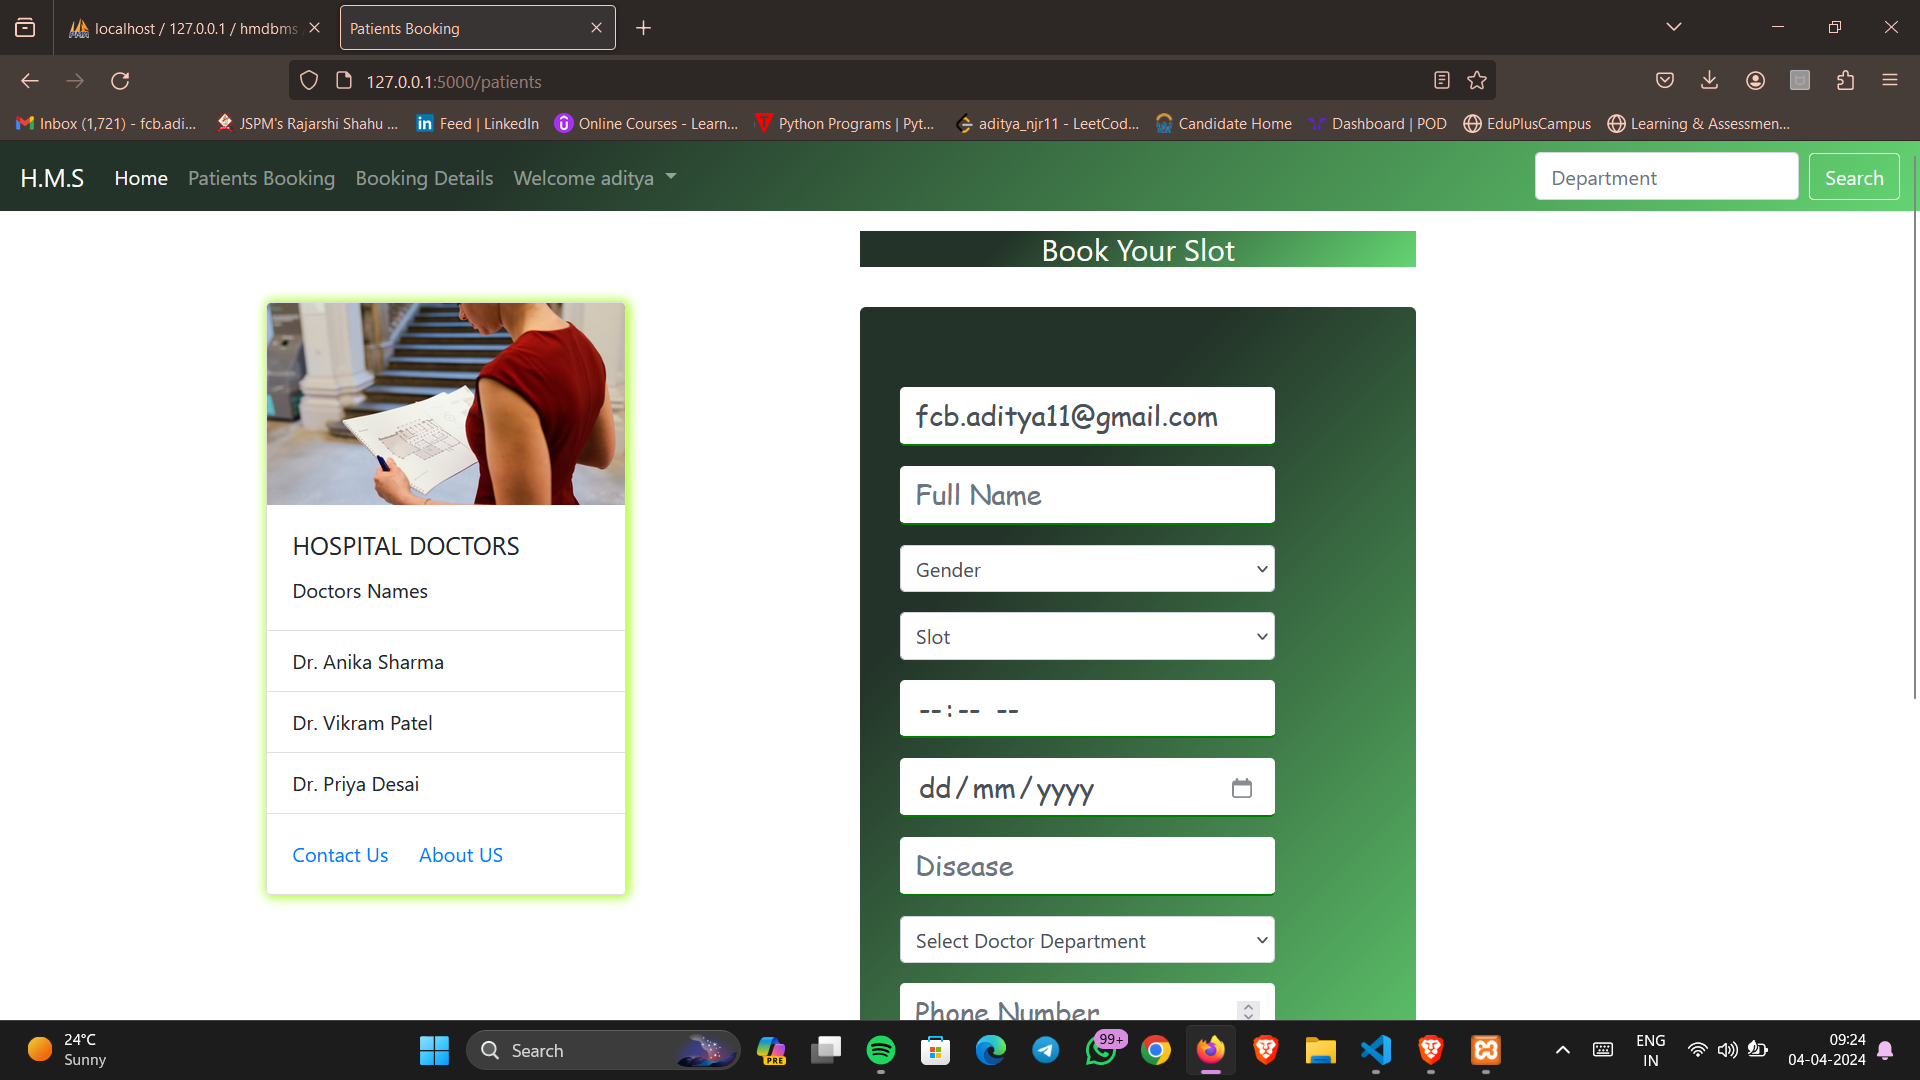 localhost / 127.0.0.1 / hmdbms
Patients Booking
127.0.0.1:5000/patients
Inbox (1,721) - fcb.adi...
JSPM's Rajarshi Shahu ...
Feed | LinkedIn
Online Courses - Learn...
Python Programs | Pyt...
aditya_njr11 - LeetCod...
Candidate Home
Dashboard | POD
EduPlusCampus
Learning & Assessmen...
H.M.S
Home
Patients Booking
Booking Details
Welcome aditya
Department
Search
Book Your Slot
HOSPITAL DOCTORS
Doctors Names
Dr. Anika Sharma
Dr. Vikram Patel
Dr. Priya Desai
Contact Us
About US
fcb.aditya11@gmail.com
Full Name
Gender
Slot
--:-- --
dd/mm/yyyy
Disease
Select Doctor Department
Phone Number
24°C
Sunny
Search
PRE
99+
ENG
IN
09:24
04-04-2024